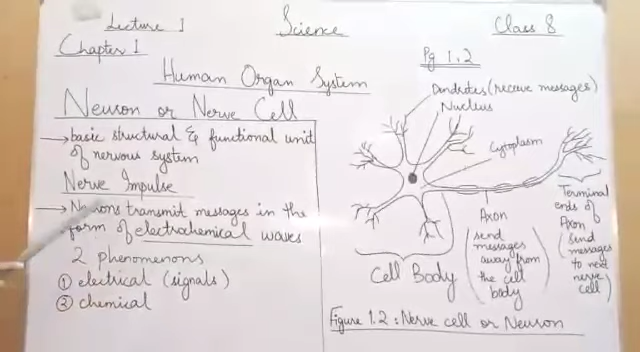 Lecture 1
Science
Class 8
Chapter 1
Human Organ System
Neuron or Nerve Cell
→ basic structural & functional unit
of nervous system
Nerve Impulse
→ Neurons transmit messages in the
form of electrochemical waves
2 phenomenons
① electrical (signals)
② chemical
Pg 1.2
Dendrites (receive messages)
Nucleus
Cytoplasm
Cell Body
Axon
(send
messages
away from
the cell
body)
Terminal
ends of
Axon
(send
messages
to next
nerve
cell)
Figure 1.2 : Nerve cell or Neuron